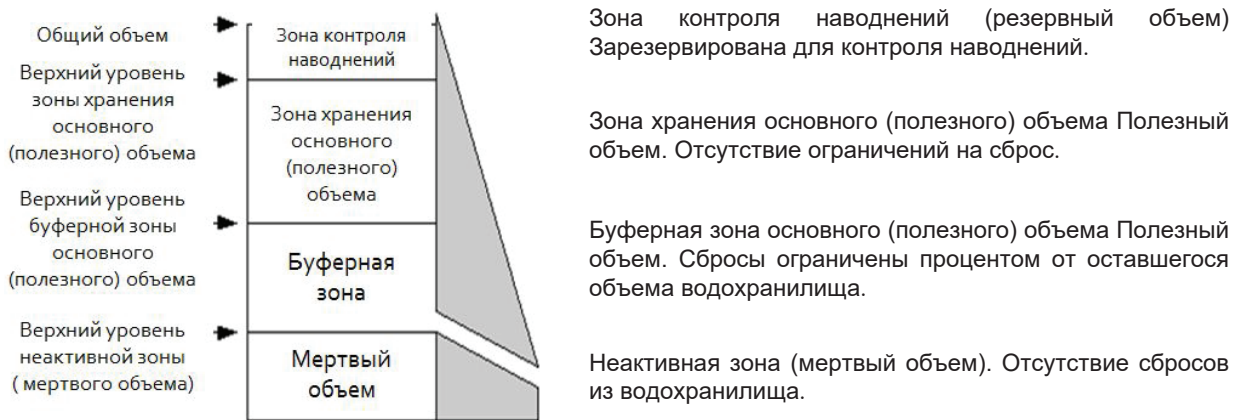 Общий объем
Верхний уровень
зоны хранения
основного
(полезного) объема
Верхний уровень
буферной зоны
основного
(полезного) объема
Верхний уровень
неактивной зоны
( мертвого объема)
Зона контроля
наводнений
Зона хранения
основного
(полезного)
объема
Буферная
зона
Мертвый
объем
Зона контроля наводнений (резервный объем)
Зарезервирована для контроля наводнений.
Зона хранения основного (полезного) объема Полезный
объем. Отсутствие ограничений на сброс.
Буферная зона основного (полезного) объема Полезный
объем. Сбросы ограничены процентом от оставшегося
объема водохранилища.
Неактивная зона (мертвый объем). Отсутствие сбросов
из водохранилища.